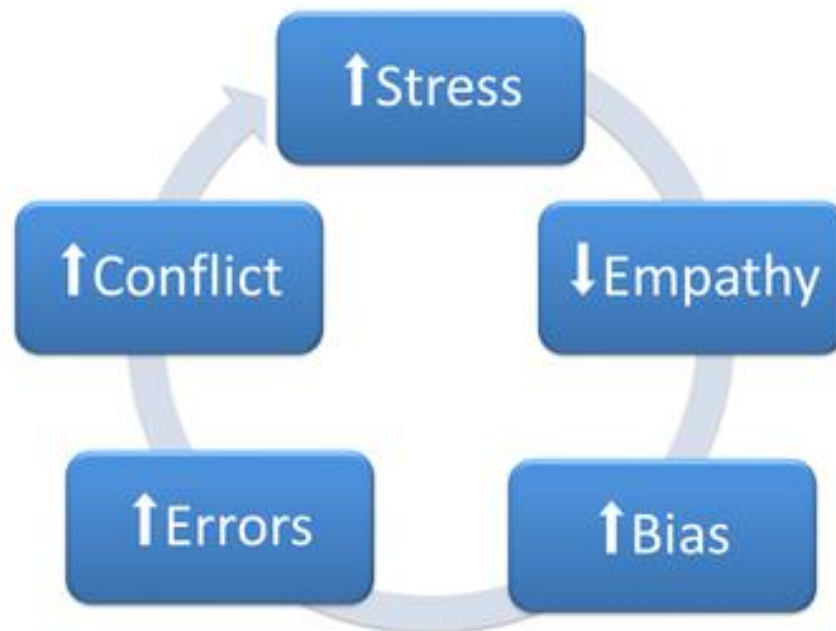 ↑Stress
↓Empathy
↑Bias
↑Errors
↑Conflict